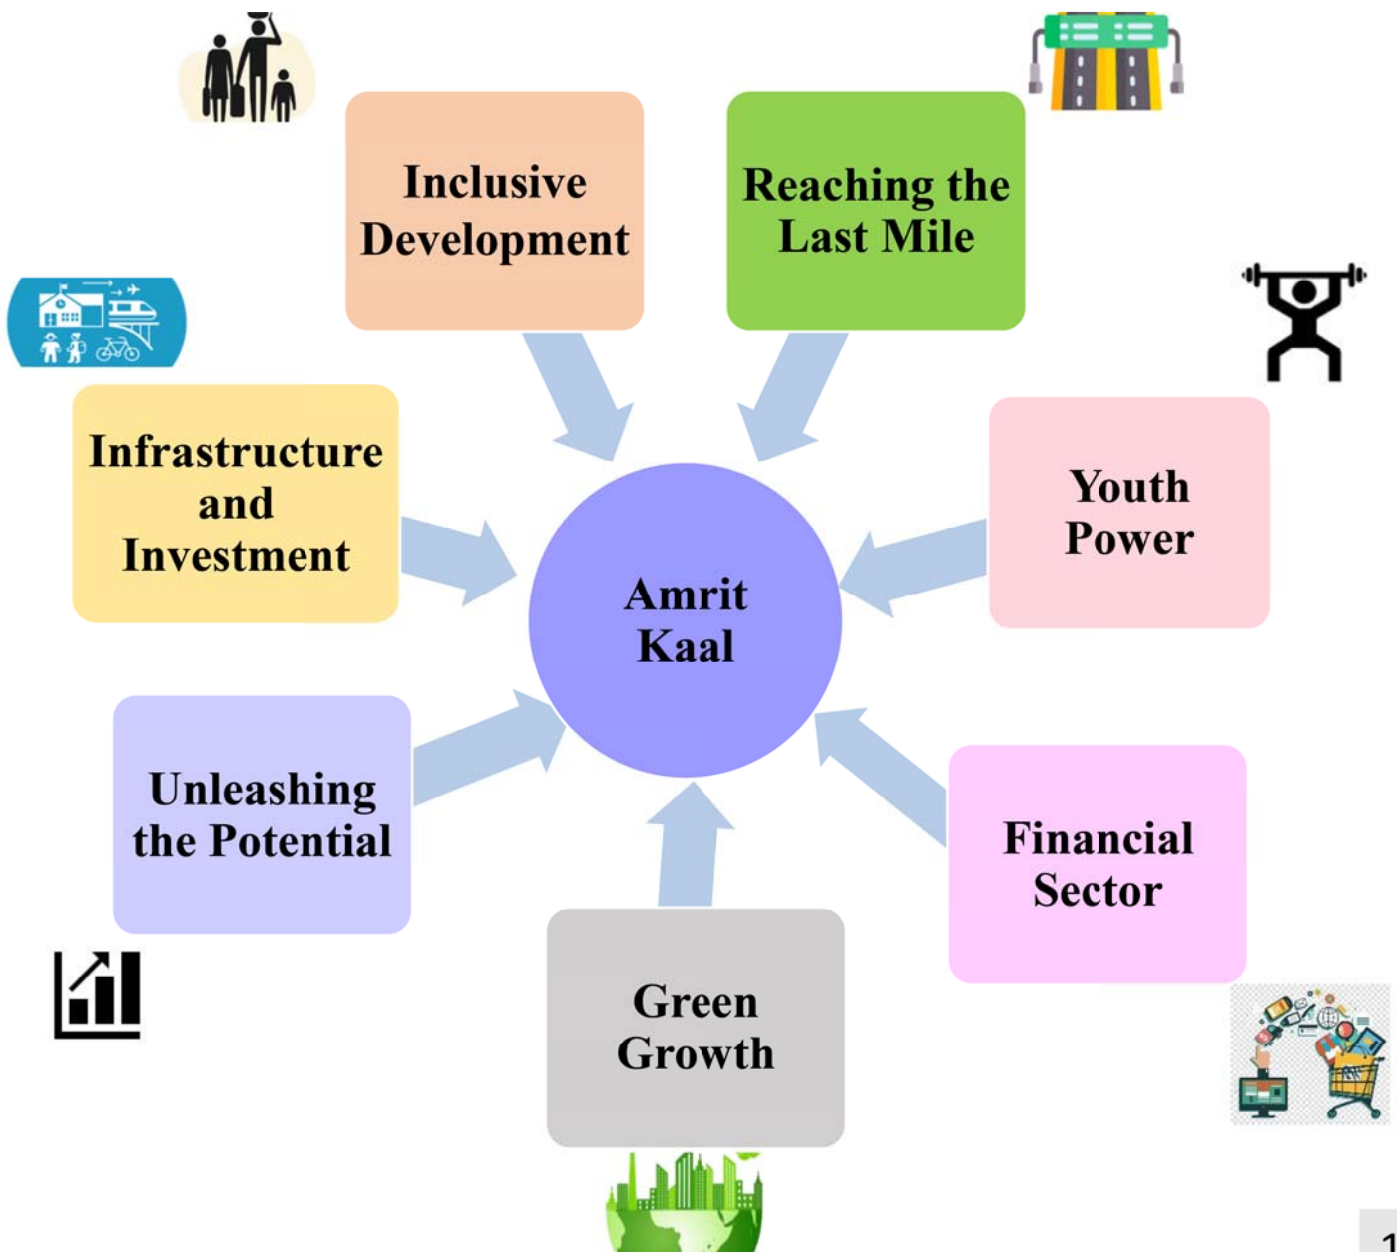 Inclusive
Development
Reaching the
Last Mile
Infrastructure
and
Investment
Youth
Power
Amrit
Kaal
Unleashing
the Potential
Financial
Sector
Green
Growth
1